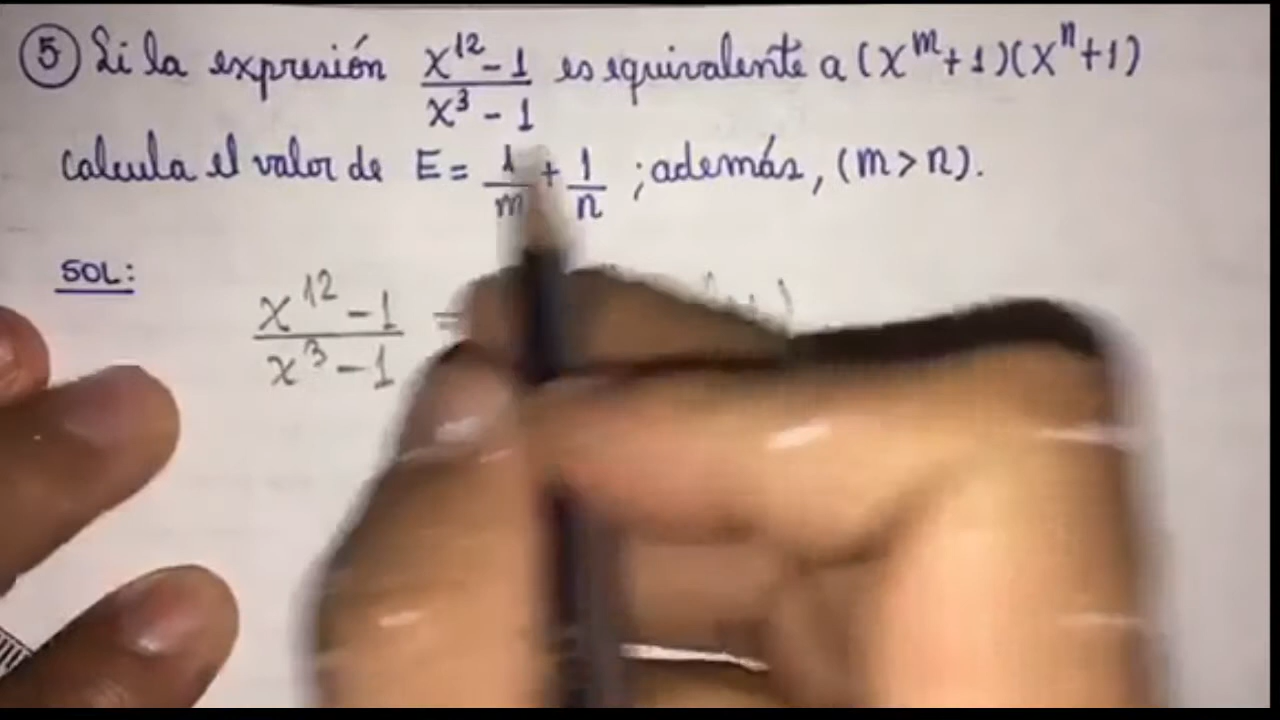 5 Si la expresión x¹² - 1 / x³ - 1 es equivalente a (x^m + 1)(x^n + 1)
calcula el valor de E = 1/m + 1/n ; además, (m > n).
SOL:
x¹² - 1 / x³ - 1 =